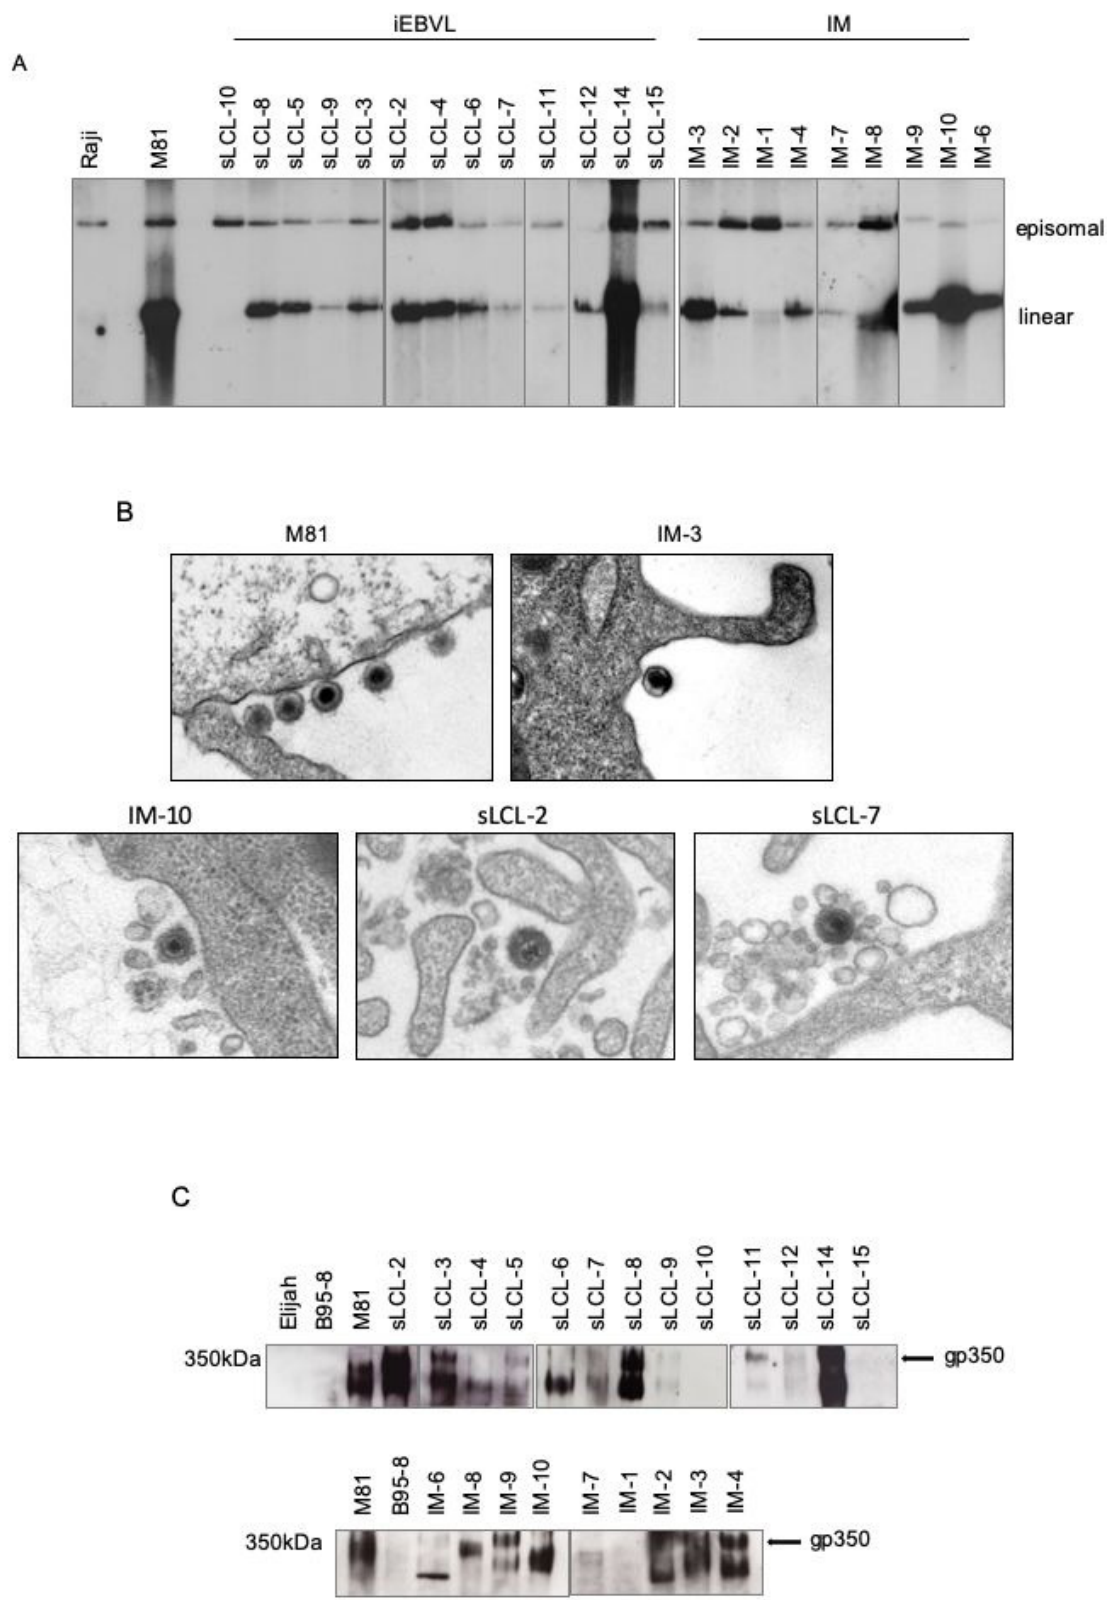 iEBVL IM
A
Raji M81 sLCL-10 sLCL-8 sLCL-5 sLCL-9 sLCL-3 sLCL-2 sLCL-4 sLCL-6 sLCL-7 sLCL-11 sLCL-12 sLCL-14 sLCL-15 IM-3 IM-2 IM-1 IM-4 IM-7 IM-8 IM-9 IM-10 IM-6
episomal
linear
B
M81 IM-3
IM-10 sLCL-2 sLCL-7
C
Elijah B95-8 M81 sLCL-2 sLCL-3 sLCL-4 sLCL-5 sLCL-6 sLCL-7 sLCL-8 sLCL-9 sLCL-10 sLCL-11 sLCL-12 sLCL-14 sLCL-15
350kDa gp350
M81 B95-8 IM-6 IM-8 IM-9 IM-10 IM-7 IM-1 IM-2 IM-3 IM-4
350kDa gp350